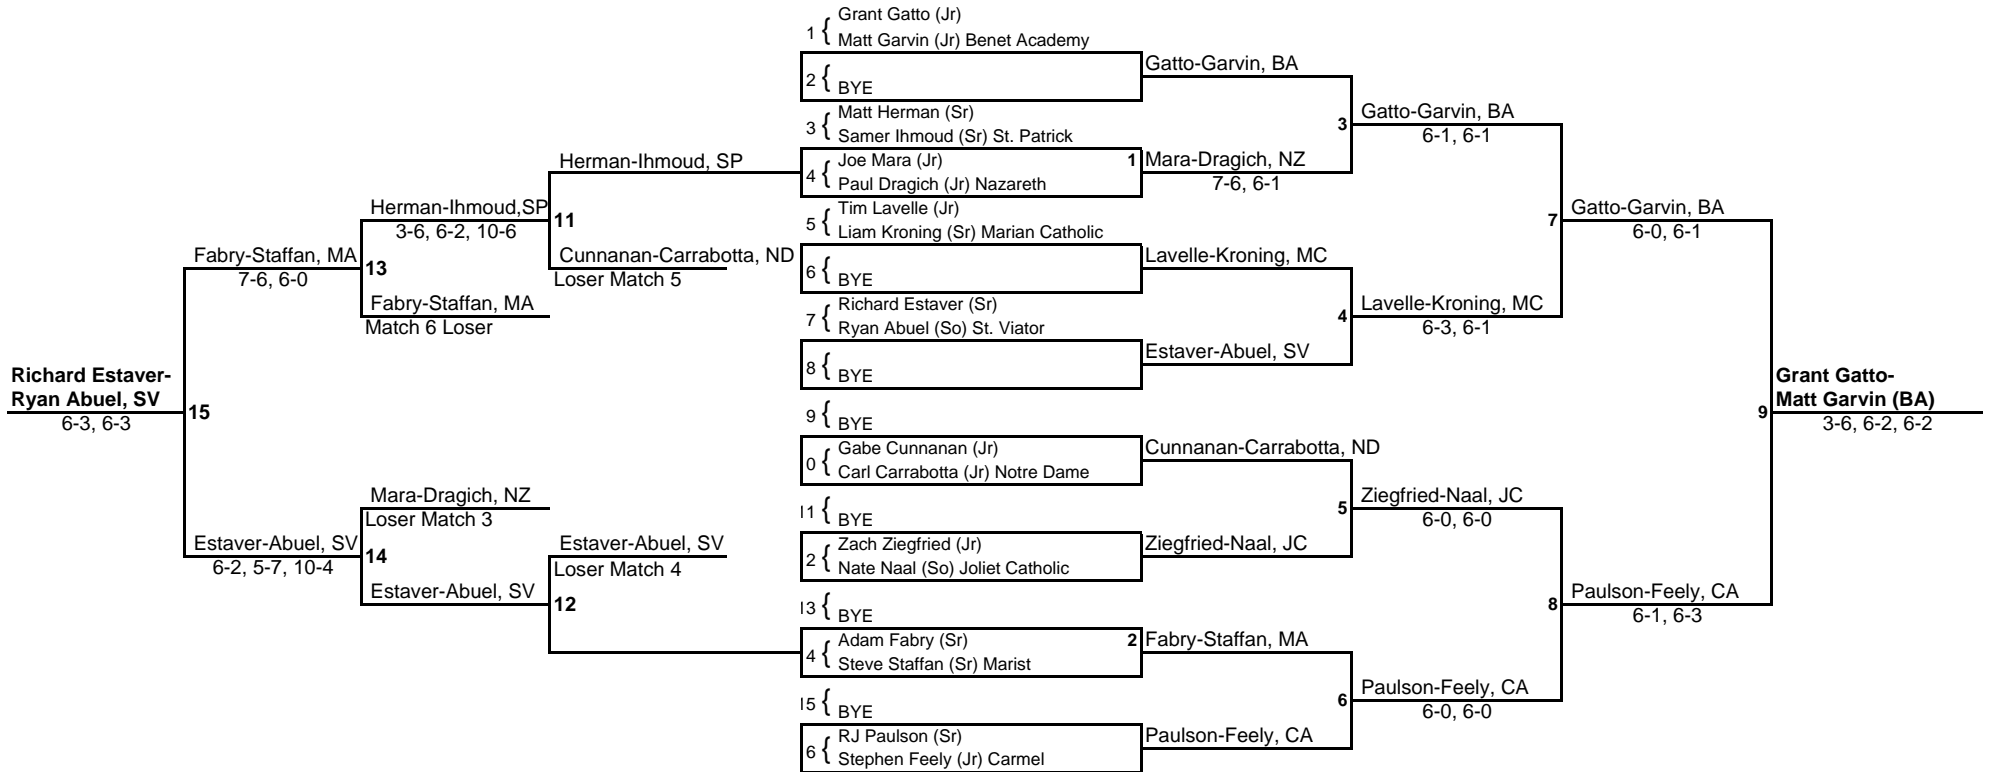 Grant Gatto (Jr)
1 {
Matt Garvin (Jr) Benet Academy
Gatto-Garvin, BA
2 {
BYE
Matt Herman (Sr)
3 {
Samer Ihmoud (Sr) St. Patrick
3
Gatto-Garvin, BA
6-1, 6-1
Herman-Ihmoud, SP
Joe Mara (Jr)
4 {
Paul Dragich (Jr) Nazareth
1
Mara-Dragich, NZ
7-6, 6-1
Herman-Ihmoud,SP
3-6, 6-2, 10-6
11
Tim Lavelle (Jr)
5 {
Liam Kroning (Sr) Marian Catholic
7
Gatto-Garvin, BA
6-0, 6-1
Fabry-Staffan, MA
7-6, 6-0
13
Cunnanan-Carrabotta, ND
Loser Match 5
6 {
BYE
Lavelle-Kroning, MC
Fabry-Staffan, MA
Match 6 Loser
Richard Estaver (Sr)
7 {
Ryan Abuel (So) St. Viator
4
Lavelle-Kroning, MC
6-3, 6-1
8 {
BYE
Estaver-Abuel, SV
Richard Estaver-
Ryan Abuel, SV
6-3, 6-3
15
9 {
BYE
9
Grant Gatto-
Matt Garvin (BA)
3-6, 6-2, 6-2
Gabe Cunnanan (Jr)
0 {
Carl Carrabotta (Jr) Notre Dame
Cunnanan-Carrabotta, ND
Mara-Dragich, NZ
Loser Match 3
11 {
BYE
5
Ziegfried-Naal, JC
6-0, 6-0
Estaver-Abuel, SV
6-2, 5-7, 10-4
14
Estaver-Abuel, SV
Loser Match 4
Zach Ziegfried (Jr)
2 {
Nate Naal (So) Joliet Catholic
Ziegfried-Naal, JC
Estaver-Abuel, SV
12
13 {
BYE
8
Paulson-Feely, CA
6-1, 6-3
Adam Fabry (Sr)
4 {
Steve Staffan (Sr) Marist
2
Fabry-Staffan, MA
15 {
BYE
6
Paulson-Feely, CA
6-0, 6-0
RJ Paulson (Sr)
6 {
Stephen Feely (Jr) Carmel
Paulson-Feely, CA